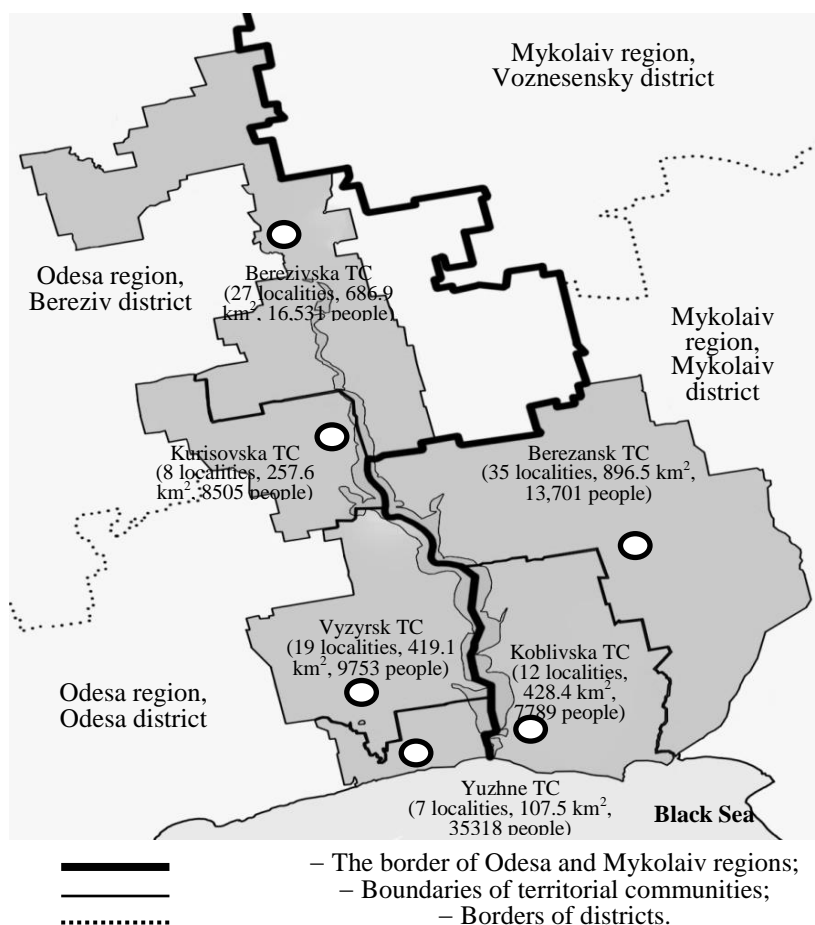 Mykolaiv region,
Voznesensky district
Odesa region,
Bereziv district
Berezivska TC
(27 localities, 686.9
km², 16,531 people)
Mykolaiv
region,
Mykolaiv
district
Kurisovska TC
(8 localities, 257.6
km², 8505 people)
Berezansk TC
(35 localities, 896.5 km²,
13,701 people)
Vyzyrsk TC
(19 localities, 419.1
km², 9753 people)
Koblivska TC
(12 localities,
428.4 km²,
7789 people)
Odesa region,
Odesa district
Yuzhne TC
(7 localities, 107.5 km²,
35318 people)
Black Sea
– The border of Odesa and Mykolaiv regions;
– Boundaries of territorial communities;
– Borders of districts.